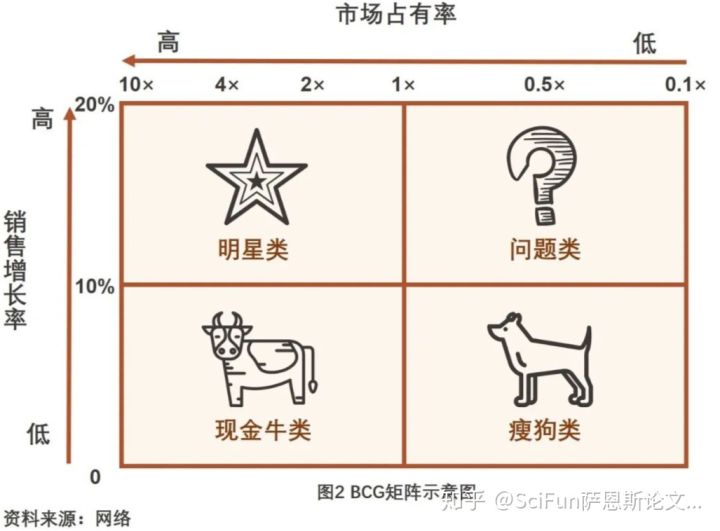 市场占有率
高 低
10× 4× 2× 1× 0.5× 0.1×
高
20%
明星类 问题类
销售增长率
10%
现金牛类 瘦狗类
低
0
图2 BCG矩阵示意图
知乎 @SciFun萨恩斯论文...
资料来源：网络